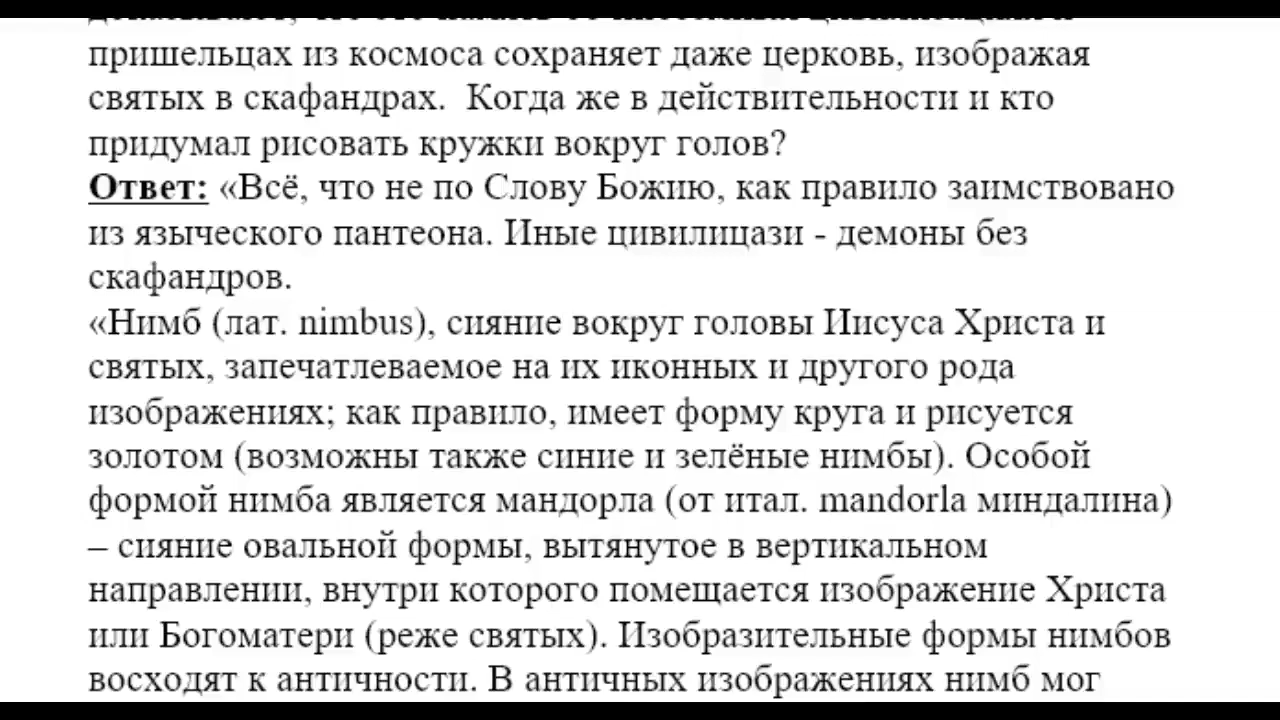 пришельцах из космоса сохраняет даже церковь, изображая
святых в скафандрах.  Когда же в действительности и кто
придумал рисовать кружки вокруг голов?
Ответ: «Всё, что не по Слову Божию, как правило заимствовано
из языческого пантеона. Иные цивилицази - демоны без
скафандров.
«Нимб (лат. nimbus), сияние вокруг головы Иисуса Христа и
святых, запечатлеваемое на их иконных и другого рода
изображениях; как правило, имеет форму круга и рисуется
золотом (возможны также синие и зелёные нимбы). Особой
формой нимба является мандорла (от итал. mandorla миндалина)
– сияние овальной формы, вытянутое в вертикальном
направлении, внутри которого помещается изображение Христа
или Богоматери (реже святых). Изобразительные формы нимбов
восходят к античности. В античных изображениях нимб мог